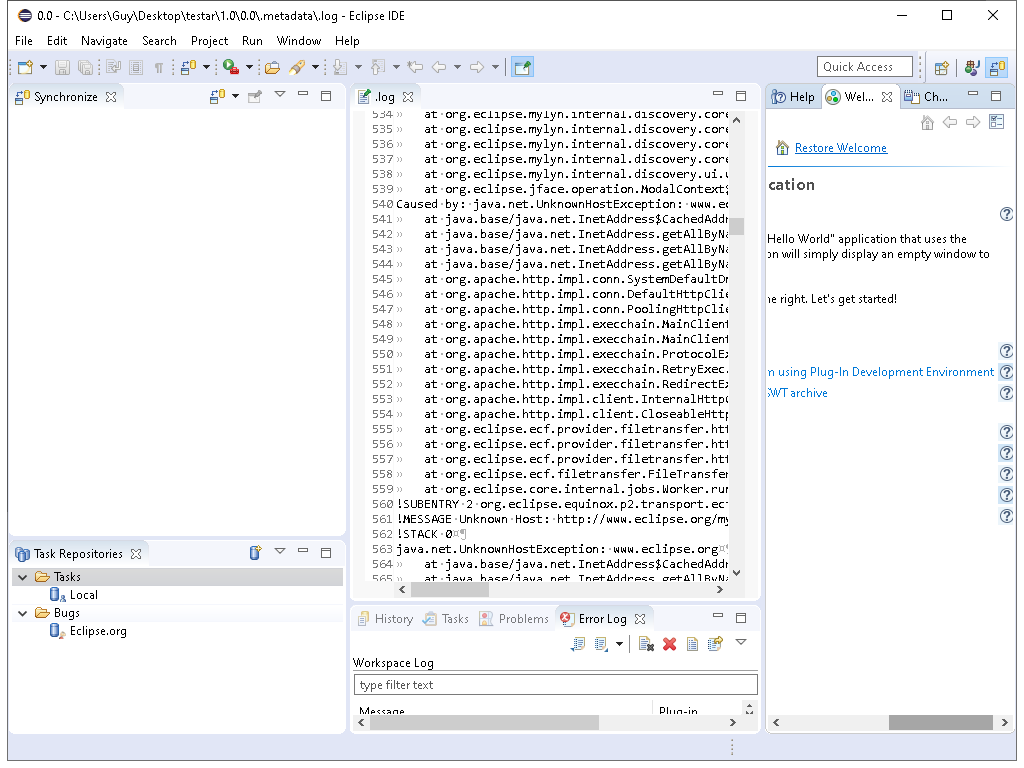 0.0 - C:\Users\Guy\Desktop\testar\1.0\0.0\.metadata\.log - Eclipse IDE
File Edit Navigate Search Project Run Window Help
Quick Access
Synchronize
.log
Help
Wel...
Ch...
534» at·org.eclipse.mylyn.internal.discovery.core
535» at·org.eclipse.mylyn.internal.discovery.core
536» at·org.eclipse.mylyn.internal.discovery.core
537» at·org.eclipse.mylyn.internal.discovery.core
538» at·org.eclipse.mylyn.internal.discovery.ui.u
539» at·org.eclipse.jface.operation.ModalContext$
540 Caused·by:·java.net.UnknownHostException:·www.ec
541» at·java.base/java.net.InetAddress$CachedAddr
542» at·java.base/java.net.InetAddress.getAllByNa
543» at·java.base/java.net.InetAddress.getAllByNa
544» at·java.base/java.net.InetAddress.getAllByNa
545» at·org.apache.http.impl.conn.SystemDefaultDn
546» at·org.apache.http.impl.conn.DefaultHttpClie
547» at·org.apache.http.impl.conn.PoolingHttpClie
548» at·org.apache.http.impl.execchain.MainClient
549» at·org.apache.http.impl.execchain.MainClient
550» at·org.apache.http.impl.execchain.ProtocolEx
551» at·org.apache.http.impl.execchain.RetryExec.
552» at·org.apache.http.impl.execchain.RedirectEx
553» at·org.apache.http.impl.client.InternalHttpC
554» at·org.apache.http.impl.client.CloseableHttp
555» at·org.eclipse.ecf.provider.filetransfer.htt
556» at·org.eclipse.ecf.provider.filetransfer.htt
557» at·org.eclipse.ecf.filetransfer.FileTransfer
558» at·org.eclipse.ecf.filetransfer.FileTransfer
559» at·org.eclipse.core.internal.jobs.Worker.run
560 !SUBENTRY·2·org.eclipse.equinox.p2.transport.ecf
561 !MESSAGE·Unknown·Host:·http://www.eclipse.org/my
562 !STACK·0¤¶
563 java.net.UnknownHostException:·www.eclipse.org¤¶
564» at·java.base/java.net.InetAddress$CachedAddr
565» at·java.base/java.net.InetAddress.getAllByNa
Restore Welcome
cation
Hello World" application that uses the
on will simply display an empty window to
ne right. Let's get started!
n using Plug-In Development Environment
SWT archive
Task Repositories
Tasks
Local
Bugs
Eclipse.org
History Tasks Problems Error Log
Workspace Log
type filter text
Message Plug-in